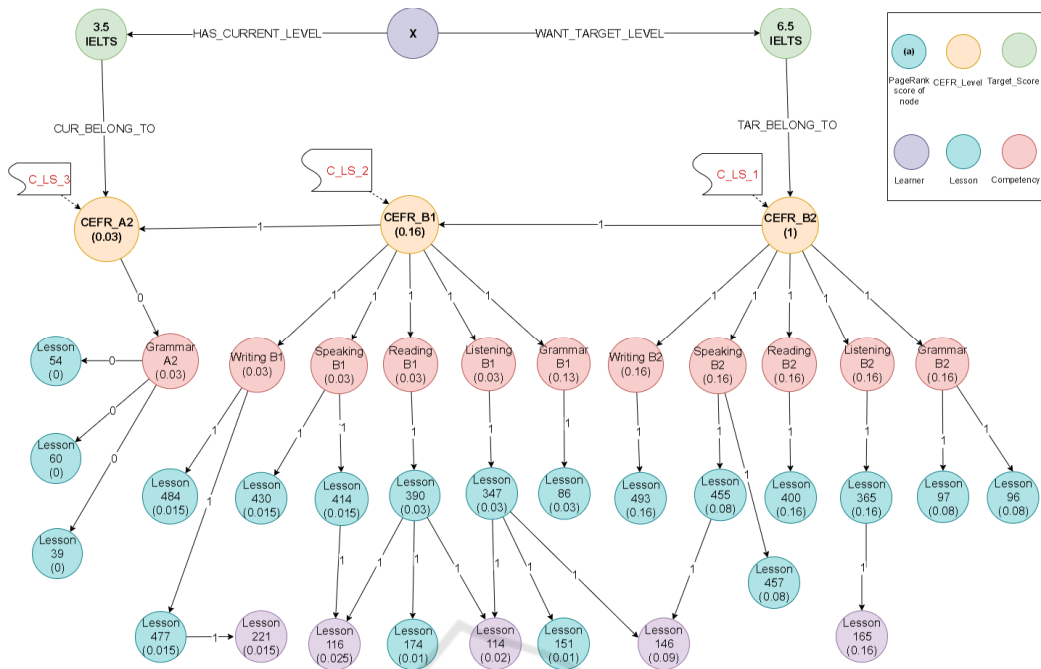 3.5
IELTS
HAS_CURRENT_LEVEL
X
WANT_TARGET_LEVEL
6.5
IELTS
(a)
PageRank
score of
node
CEFR_Level
Target_Score
Learner
Lesson
Competency
CUR_BELONG_TO
TAR_BELONG_TO
C_LS_3
C_LS_2
C_LS_1
CEFR_A2
(0.03)
1
CEFR_B1
(0.16)
1
CEFR_B2
(1)
0
1
1
1
1
1
1
1
1
1
1
Lesson
54
(0)
0
Grammar
A2
(0.03)
Writing B1
(0.03)
Speaking
B1
(0.03)
Reading
B1
(0.03)
Listening
B1
(0.03)
Grammar
B1
(0.13)
Writing B2
(0.16)
Speaking
B2
(0.16)
Reading
B2
(0.16)
Listening
B2
(0.16)
Grammar
B2
(0.16)
0
0
1
1
1
1
1
1
1
1
1
1
1
1
1
1
Lesson
60
(0)
Lesson
484
(0.015)
Lesson
430
(0.015)
Lesson
414
(0.015)
Lesson
390
(0.03)
Lesson
347
(0.03)
Lesson
86
(0.03)
Lesson
493
(0.16)
Lesson
455
(0.08)
Lesson
400
(0.16)
Lesson
365
(0.16)
Lesson
97
(0.08)
Lesson
96
(0.08)
Lesson
39
(0)
1
1
1
1
1
1
1
1
1
Lesson
457
(0.08)
Lesson
477
(0.015)
1
Lesson
221
(0.015)
Lesson
116
(0.025)
Lesson
174
(0.01)
Lesson
114
(0.02)
Lesson
151
(0.01)
Lesson
146
(0.09)
Lesson
165
(0.16)